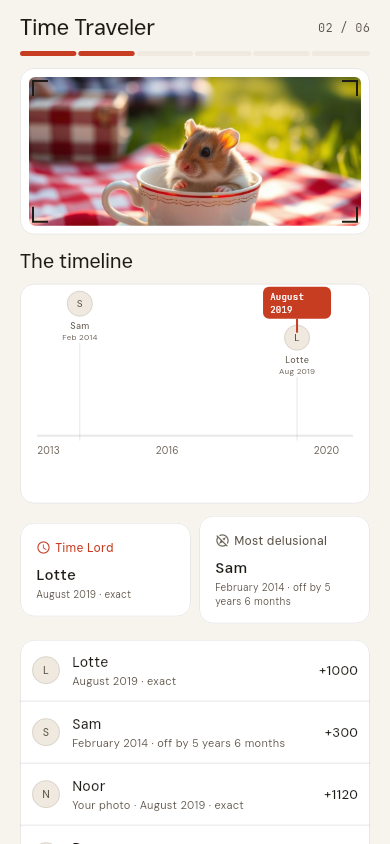 Time Traveler
02 / 06
The timeline
S
Sam
Feb 2014
August
2019
L
Lotte
Aug 2019
2013
2016
2020
Time Lord
Lotte
August 2019 · exact
Most delusional
Sam
February 2014 · off by 5
years 6 months
L
Lotte
August 2019 · exact
+1000
S
Sam
February 2014 · off by 5 years 6 months
+300
N
Noor
Your photo · August 2019 · exact
+1120